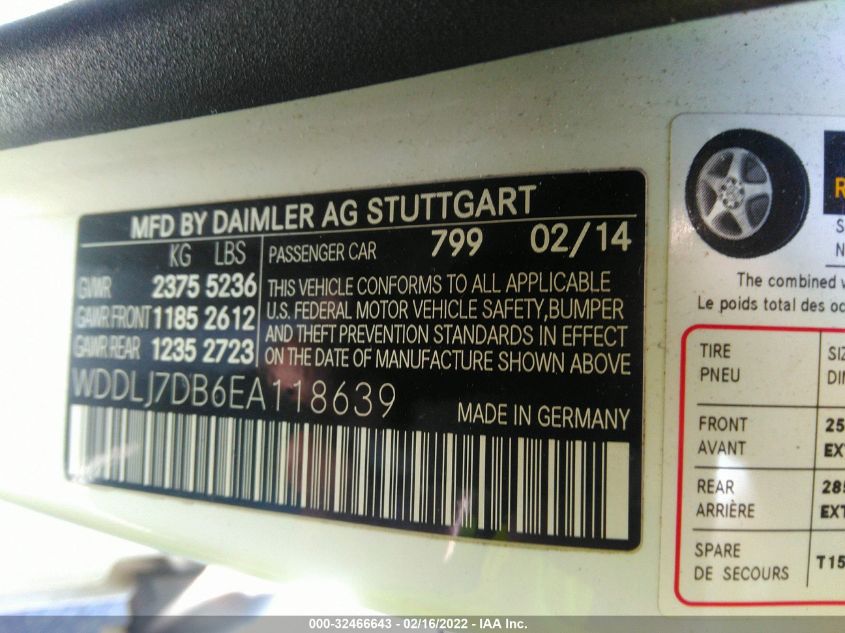 MFD BY DAIMLER AG STUTTGART
KG LBS
PASSENGER CAR 799 02/14
GVWR 2375 5236
GAWR FRONT 1185 2612
GAWR REAR 1235 2723
THIS VEHICLE CONFORMS TO ALL APPLICABLE
U.S. FEDERAL MOTOR VEHICLE SAFETY,BUMPER
AND THEFT PREVENTION STANDARDS IN EFFECT
ON THE DATE OF MANUFACTURE SHOWN ABOVE
WDDLJ7DB6EA118639
MADE IN GERMANY
The combined
Le poids total des
TIRE
PNEU
FRONT
AVANT
REAR
ARRIÈRE
285
SPARE
DE SECOURS
T15
000-32466643 - 02/16/2022 - IAA Inc.